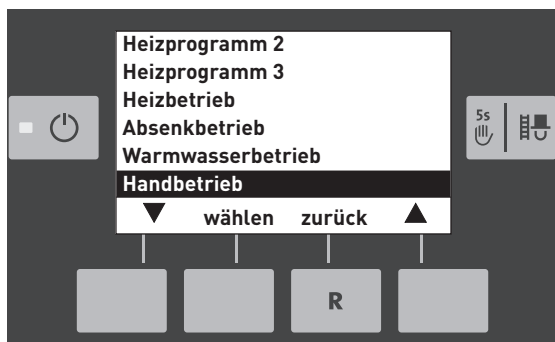 Heizprogramm 2
Heizprogramm 3
Heizbetrieb
Absenkbetrieb
Warmwasserbetrieb
Handbetrieb
wählen zurück
5s
R